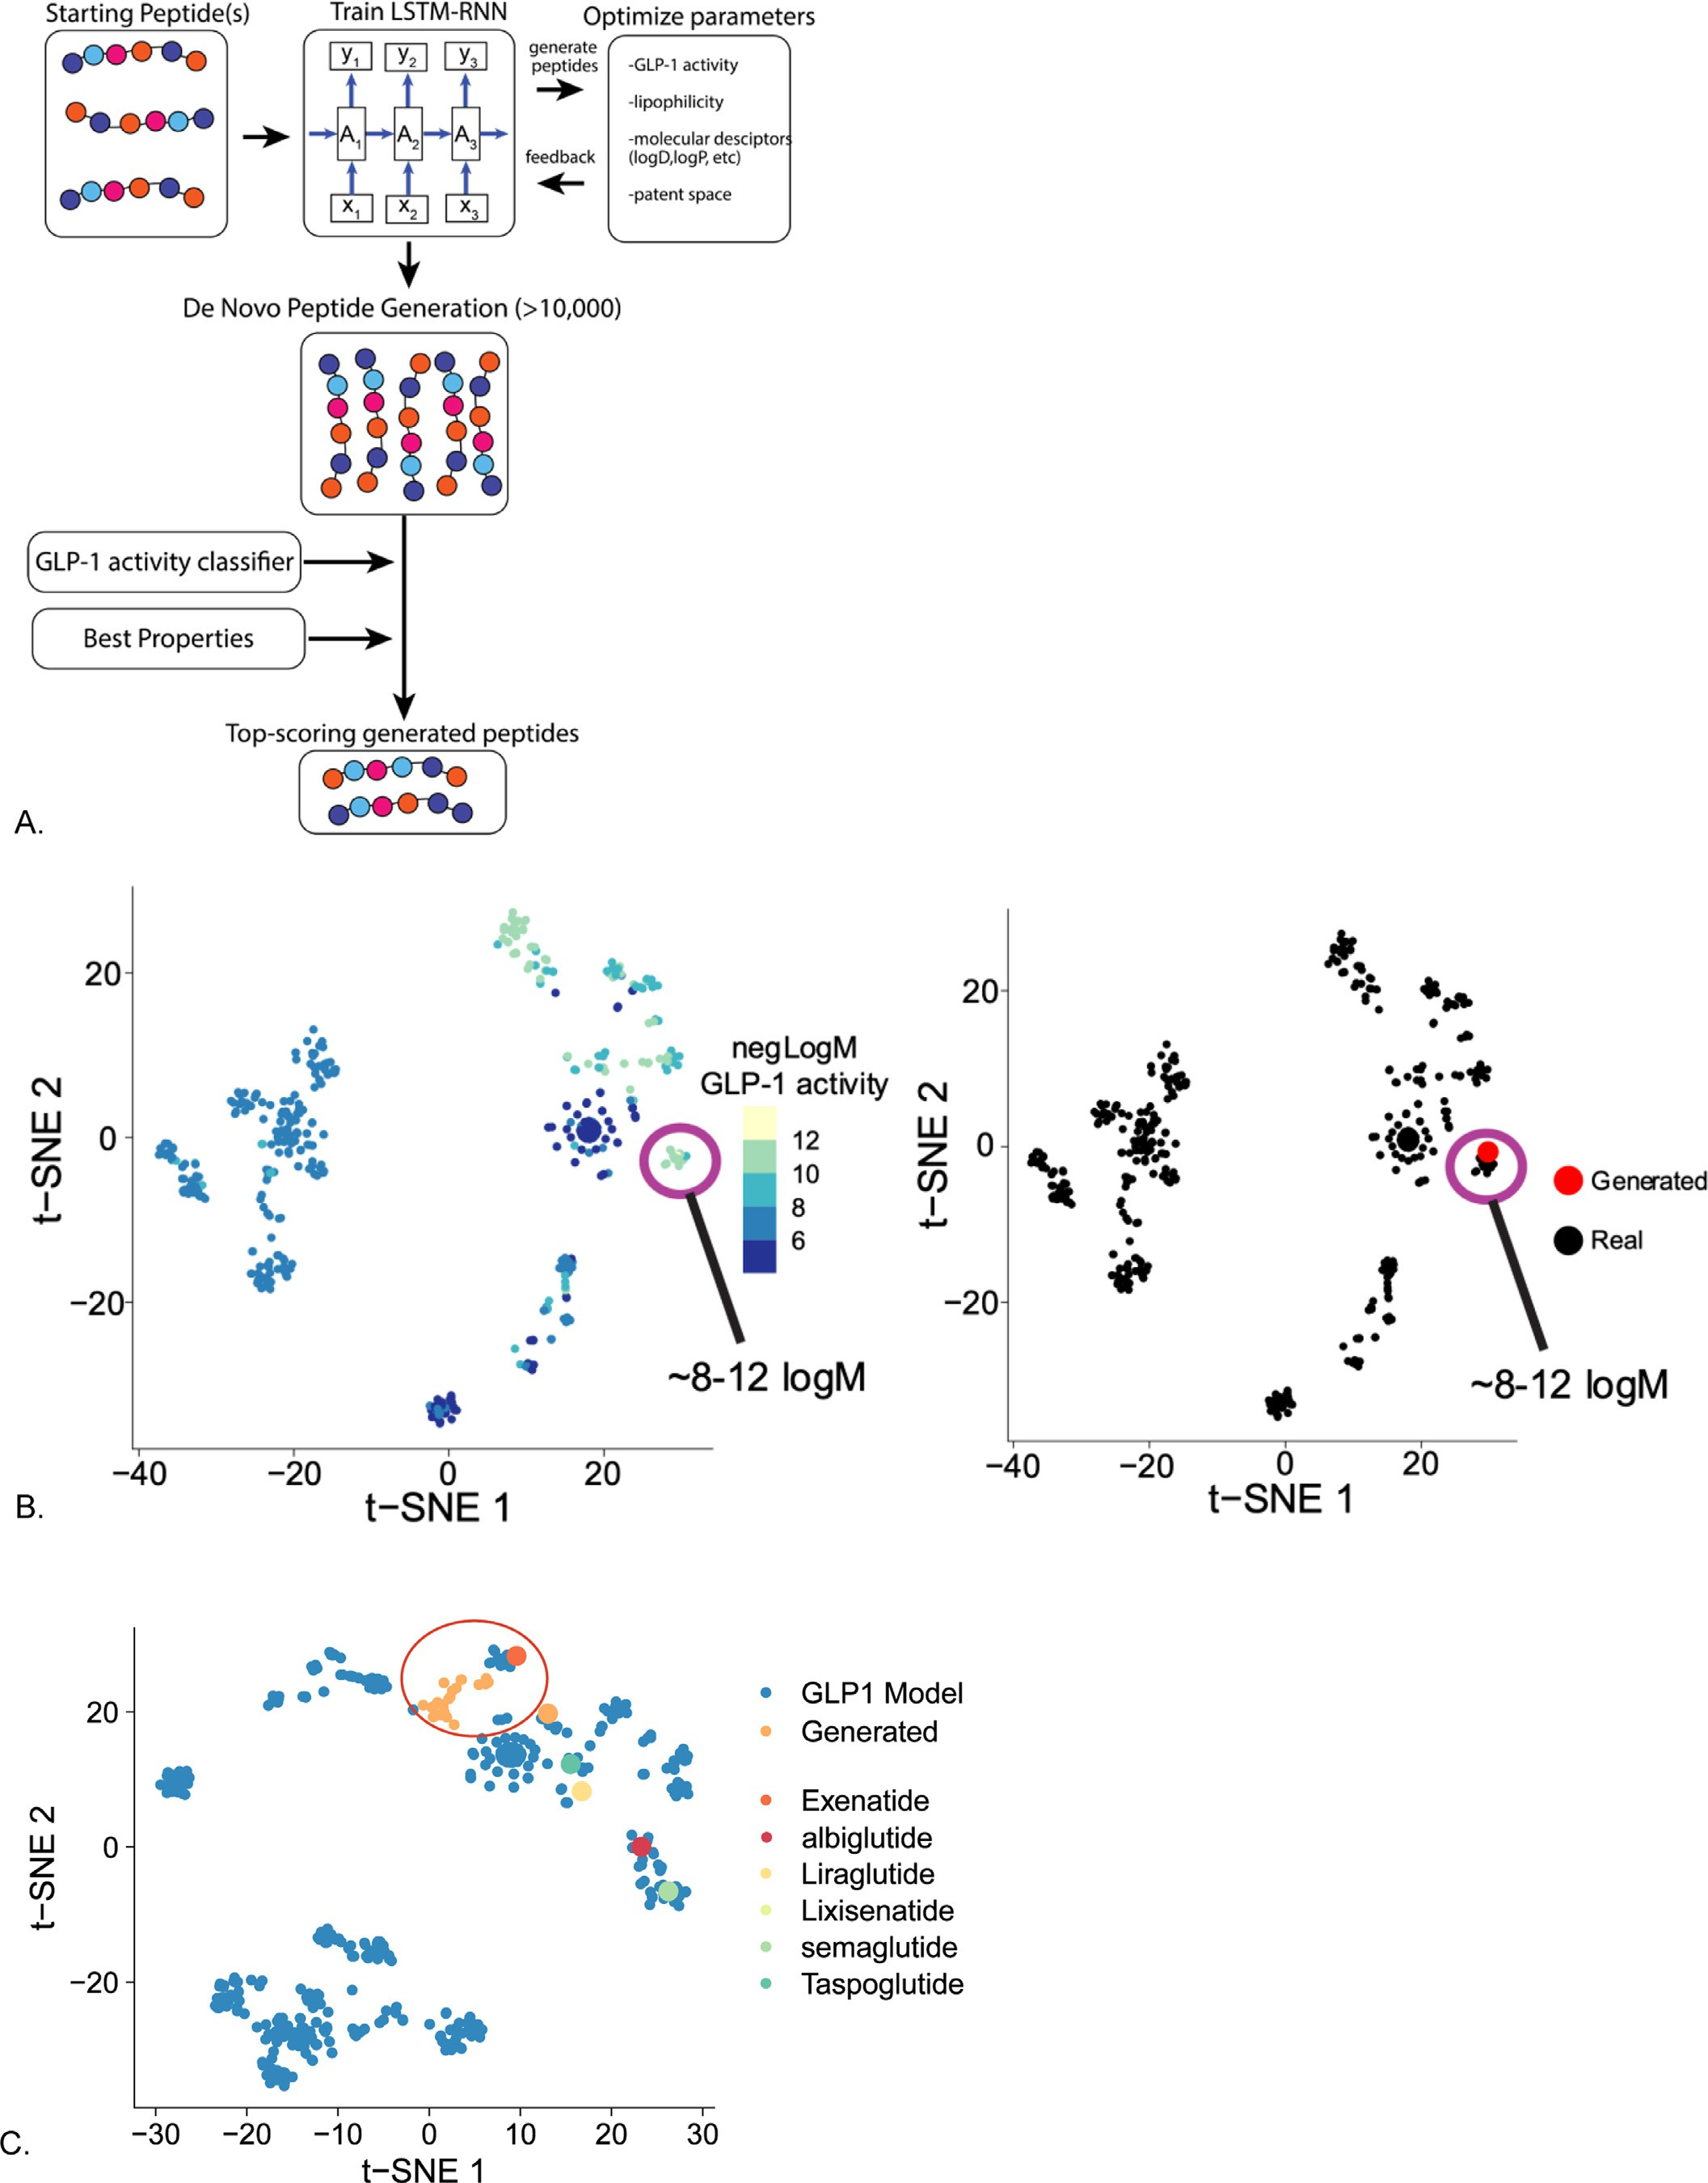 Starting Peptide(s)
Train LSTM-RNN
Optimize parameters
y1 y2 y3
A1 A2 A3
x1 x2 x3
generate
peptides
feedback
-GLP-1 activity
-lipophilicity
-molecular desciptors
(logD,logP, etc)
-patent space
De Novo Peptide Generation (>10,000)
GLP-1 activity classifier
Best Properties
Top-scoring generated peptides
A.
t−SNE 2
20
0
−20
−40 −20 0 20
t−SNE 1
negLogM
GLP-1 activity
12
10
8
6
~8-12 logM
t−SNE 2
20
0
−20
−40 −20 0 20
t−SNE 1
Generated
Real
~8-12 logM
B.
t−SNE 2
20
0
−20
−30 −20 −10 0 10 20 30
t−SNE 1
GLP1 Model
Generated
Exenatide
albiglutide
Liraglutide
Lixisenatide
semaglutide
Taspoglutide
C.